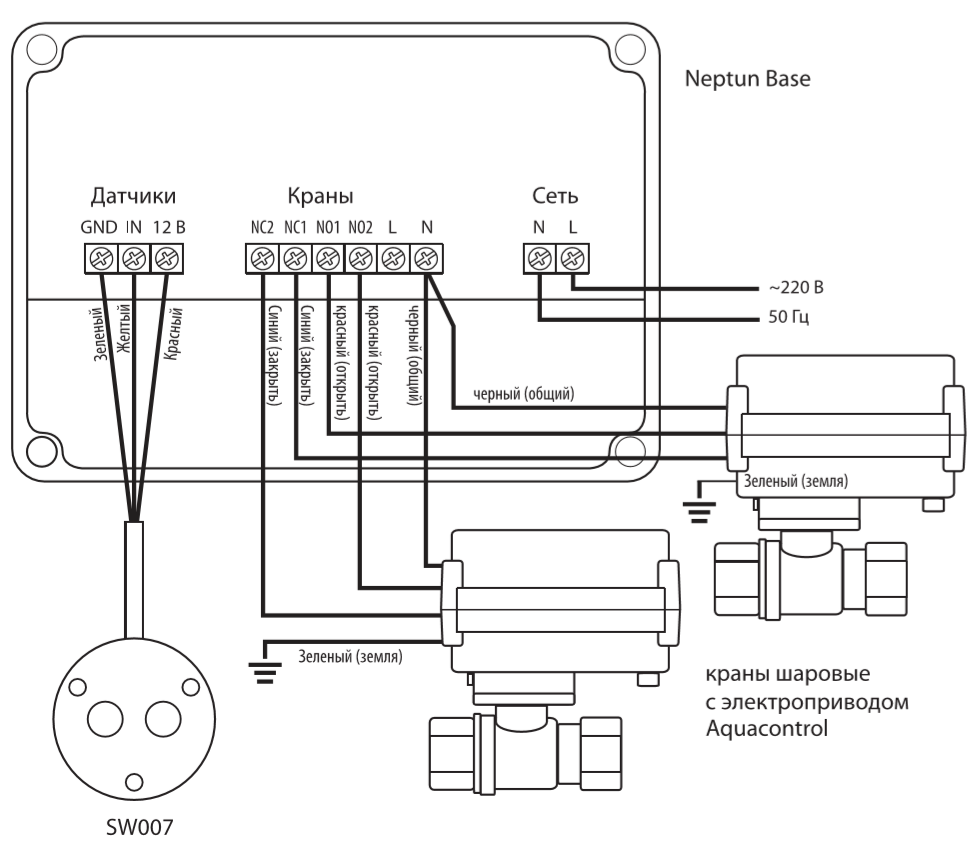 Neptun Base
Датчики
Краны
Сеть
GND IN 12 В
NC2 NC1 N01 N02 L N
N L
~220 В
50 Гц
Зеленый
Желтый
Красный
Синий (закрыть)
Синий (закрыть)
красный (открыть)
красный (открыть)
черный (общий)
черный (общий)
Зеленый (земля)
Зеленый (земля)
краны шаровые
с электроприводом
Aquacontrol
SW007